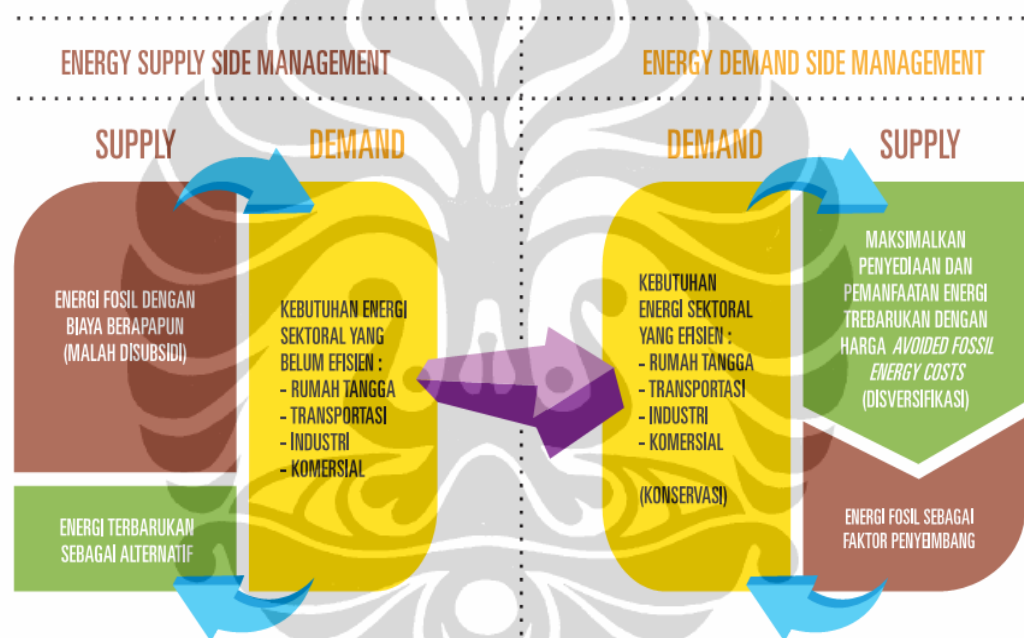 ENERGY SUPPLY SIDE MANAGEMENT
SUPPLY
DEMAND
ENERGI FOSIL DENGAN
BIAYA BERAPAPUN
(MALAH DISUBSIDI)
ENERGI TERBARUKAN
SEBAGAI ALTERNATIF
KEBUTUHAN ENERGI
SEKTORAL YANG
BELUM EFISIEN :
- RUMAH TANGGA
- TRANSPORTASI
- INDUSTRI
- KOMERSIAL
ENERGY DEMAND SIDE MANAGEMENT
DEMAND
SUPPLY
KEBUTUHAN
ENERGI SEKTORAL
YANG EFISIEN :
- RUMAH TANGGA
- TRANSPORTASI
- INDUSTRI
- KOMERSIAL
(KONSERVASI)
MAKSIMALKAN
PENYEDIAAN DAN
PEMANFAATAN ENERGI
TREBARUKAN DENGAN
HARGA AVOIDED FOSSIL
ENERGY COSTS
(DISVERSIFIKASI)
ENERGI FOSIL SEBAGAI
FAKTOR PENYEIMBANG